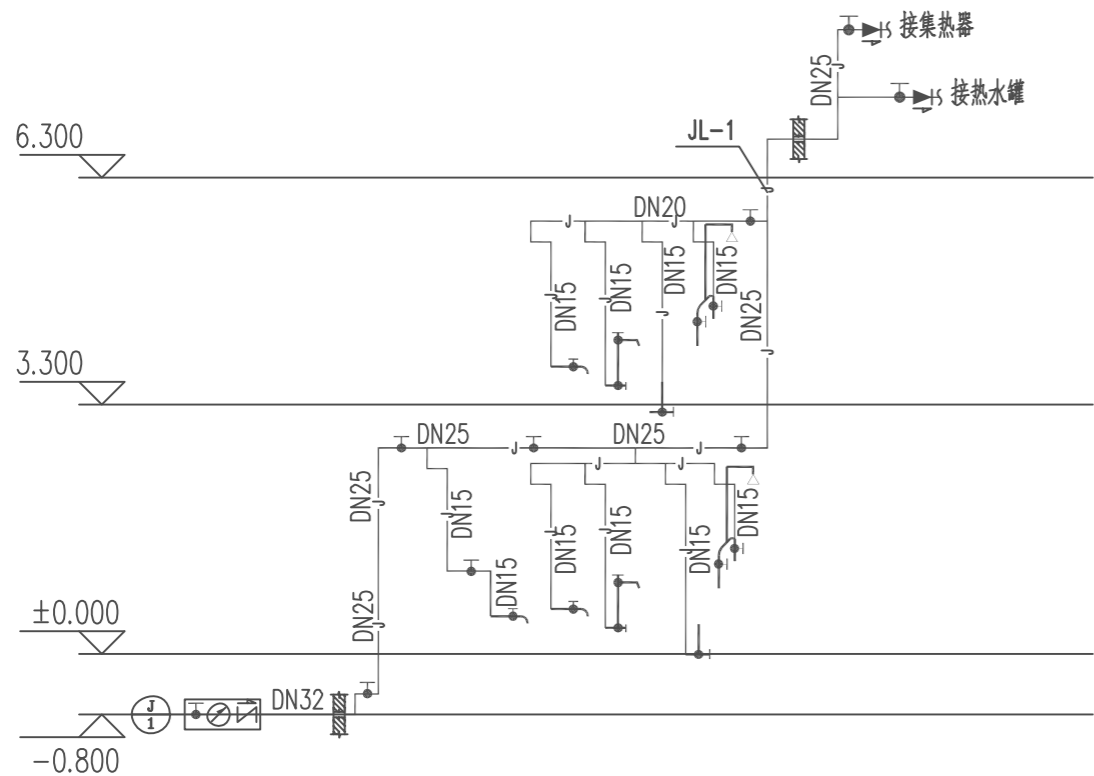 接集热器
DN25
J
接热水罐
6.300
JL-1
J
DN20
J
J
DN15
DN15
DN15
DN15
DN25
J
J
J
J
3.300
DN25
DN25
J
J
J
J
DN25
J
DN15
J
DN15
DN15
J
DN15
J
DN15
J
DN15
DN25
J
±0.000
DN32
J
1
-0.800